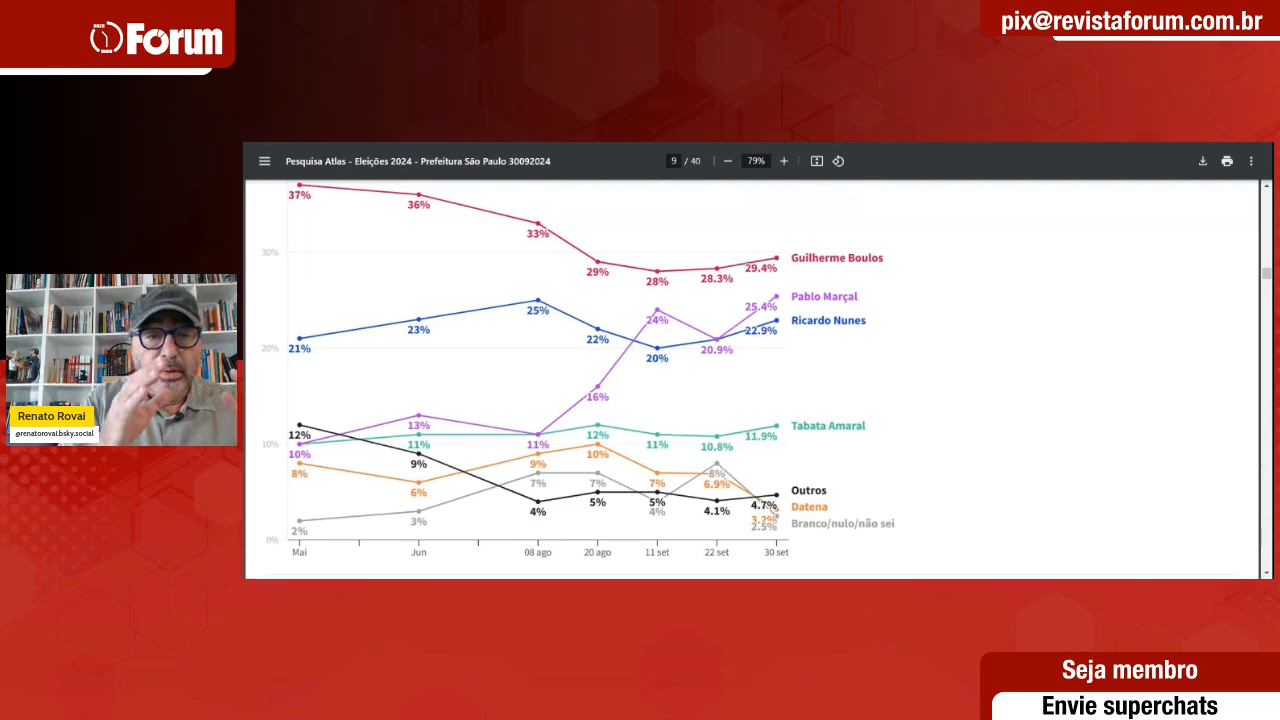 DATE
Forum
pix@revistaforum.com.br
Pesquisa Atlas - Eleições 2024 - Prefeitura São Paulo 30092024
9 / 40
79%
37%
36%
33%
29%
28%
28.3%
29.4%
Guilherme Boulos
30%
21%
23%
25%
22%
24%
20%
20.9%
25.4%
22.9%
Pablo Marçal
Ricardo Nunes
20%
16%
12%
10%
13%
11%
11%
12%
11%
10.8%
11.9%
Tabata Amaral
10%
8%
9%
6%
9%
10%
7%
6.9%
8%
2%
3%
7%
7%
4%
5%
5%
4%
4.1%
4.7%
3.2%
2.5%
Outros
Datena
Branco/nulo/não sei
0%
Mai
Jun
08 ago
20 ago
11 set
22 set
30 set
Renato Rovai
@renatorovai.bsky.social
Seja membro
Envie superchats